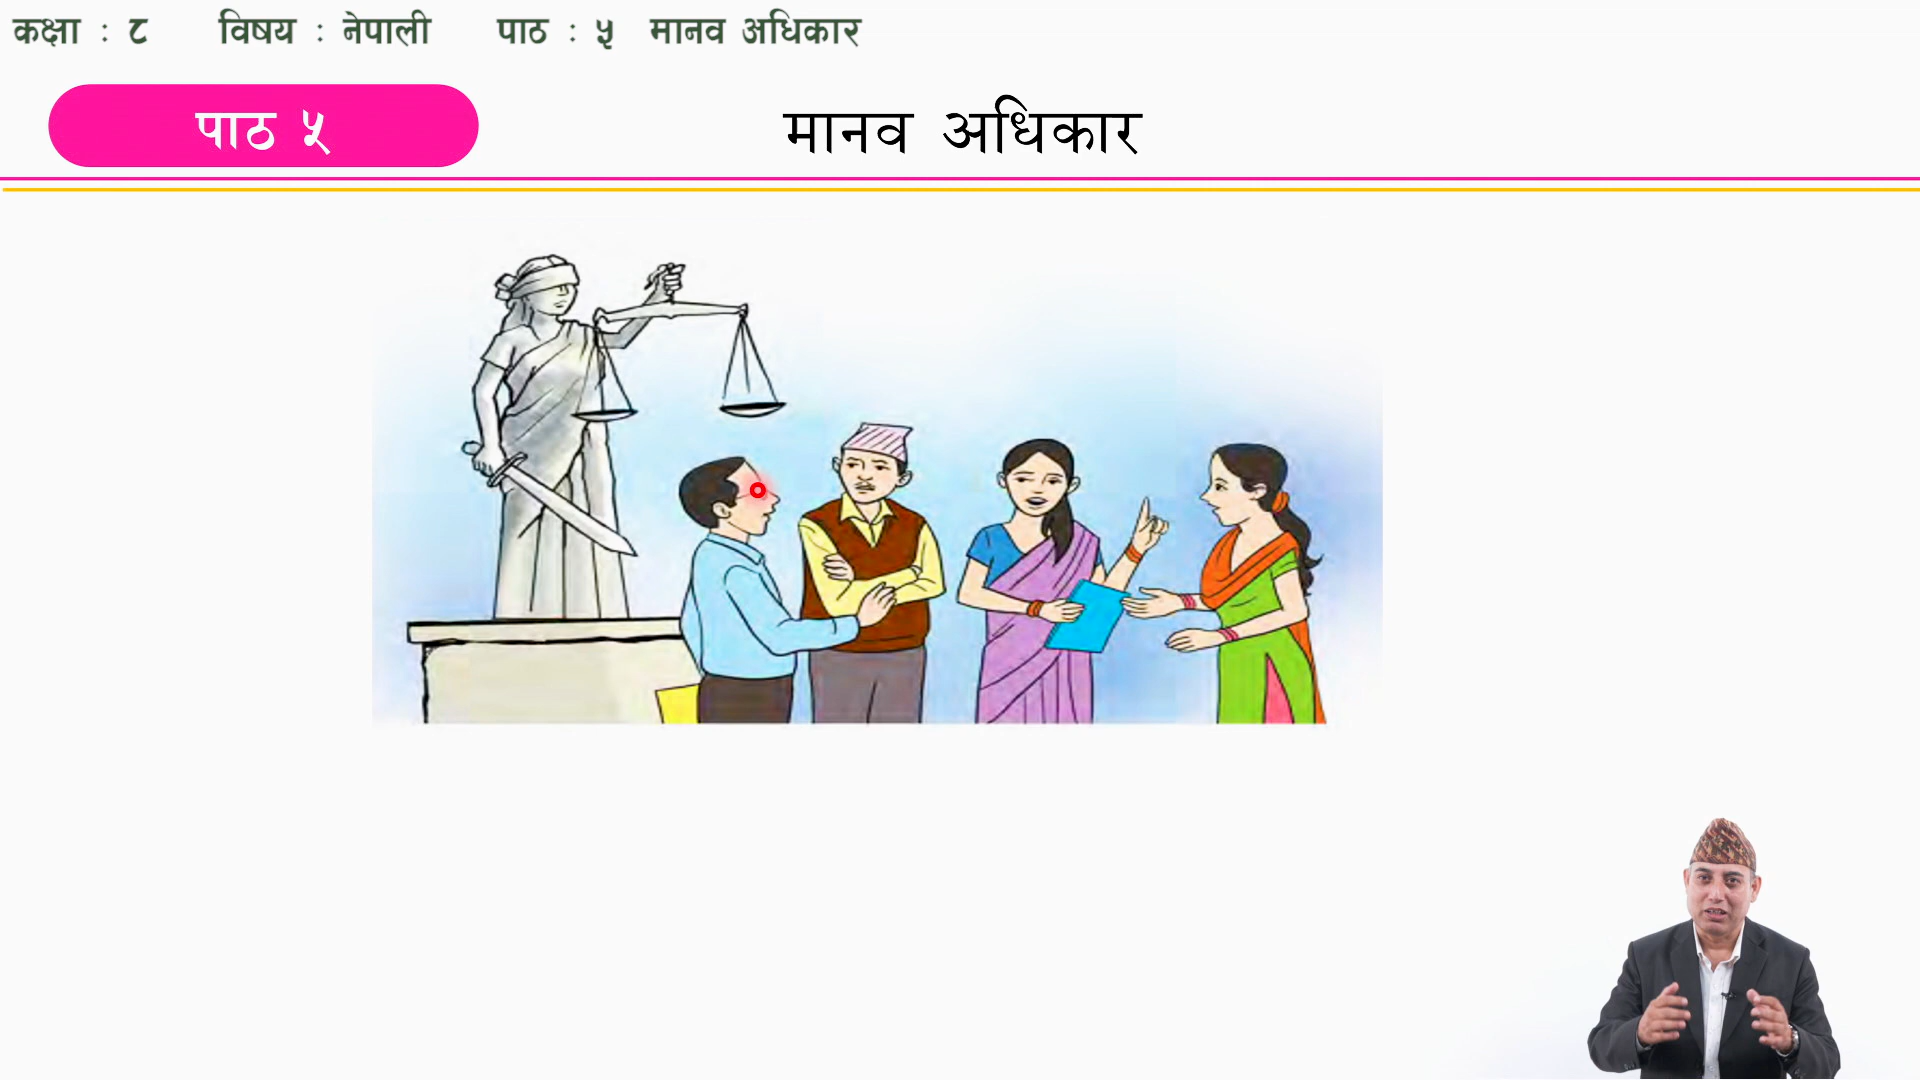 कक्षा : ८ विषय : नेपाली पाठ : ५ मानव अधिकार
पाठ ५
मानव अधिकार